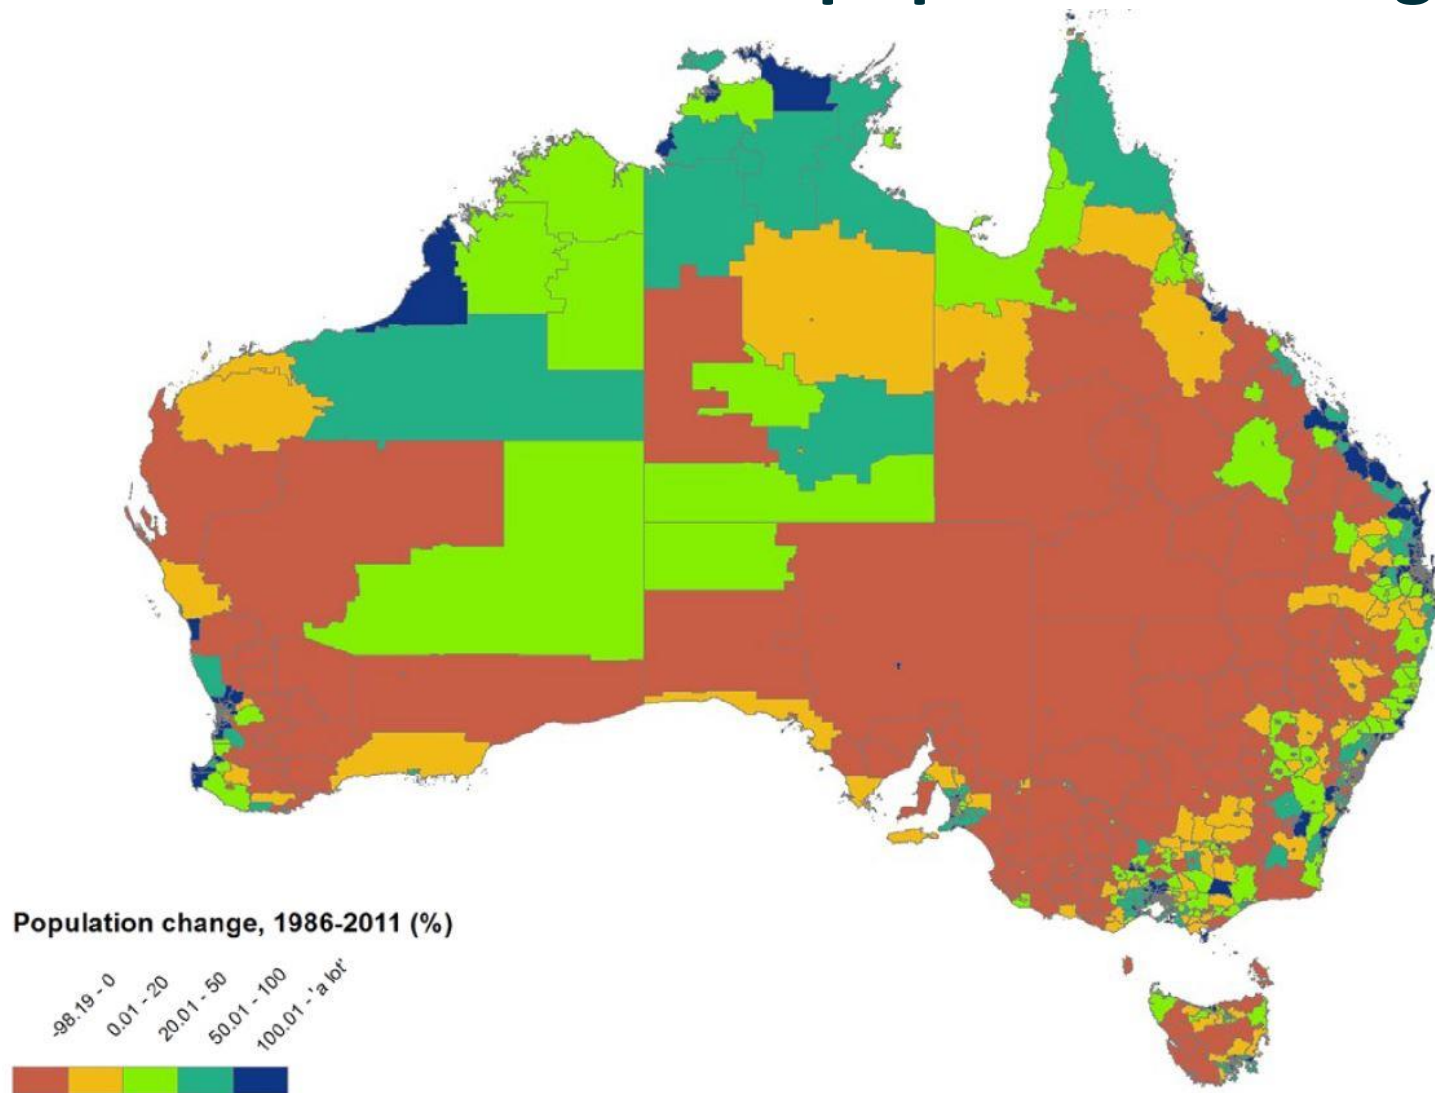 Population change, 1986-2011 (%)
-98.19 - 0
0.01 - 20
20.01 - 50
50.01 - 100
100.01 - 'a lot'